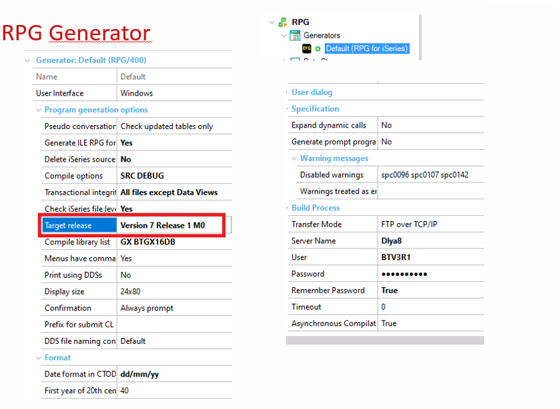 RPG Generator
Generator: Default (RPG/400)
Name Default
User Interface Windows
Program generation options
Pseudo conversation Check updated tables only
Generate ILE RPG for Yes
Delete iSeries source No
Compile options SRC DEBUG
Transactional integrit All files except Data Views
Check iSeries file leve Yes
Target release Version 7 Release 1 M0
Compile library list GX BTGX16DB
Menus have comma Yes
Print using DDSs No
Display size 24x80
Confirmation Always prompt
Prefix for submit CL
DDS file naming con Default
Format
Date format in CTOD dd/mm/yy
First year of 20th cen 40
RPG
Generators
Default (RPG for iSeries)
User dialog
Specification
Expand dynamic calls No
Generate prompt progra No
Warning messages
Disabled warnings spc0096 spc0107 spc0142
Warnings treated as er
Build Process
Transfer Mode FTP over TCP/IP
Server Name Dlya8
User BTV3R1
Password ●●●●●●●●●●
Remember Password True
Timeout 0
Asynchronous Compilat True